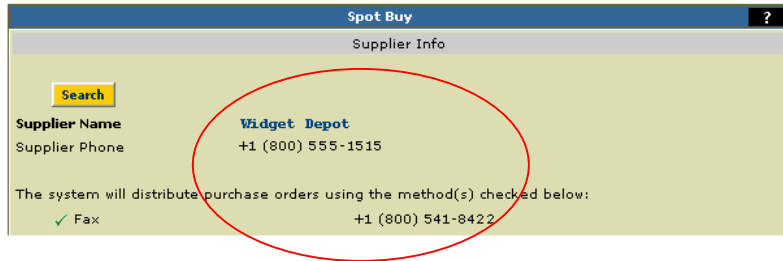 Spot Buy ?
Supplier Info
Search
Supplier Name Widget Depot
Supplier Phone +1 (800) 555-1515
The system will distribute purchase orders using the method(s) checked below:
✓ Fax +1 (800) 541-8422